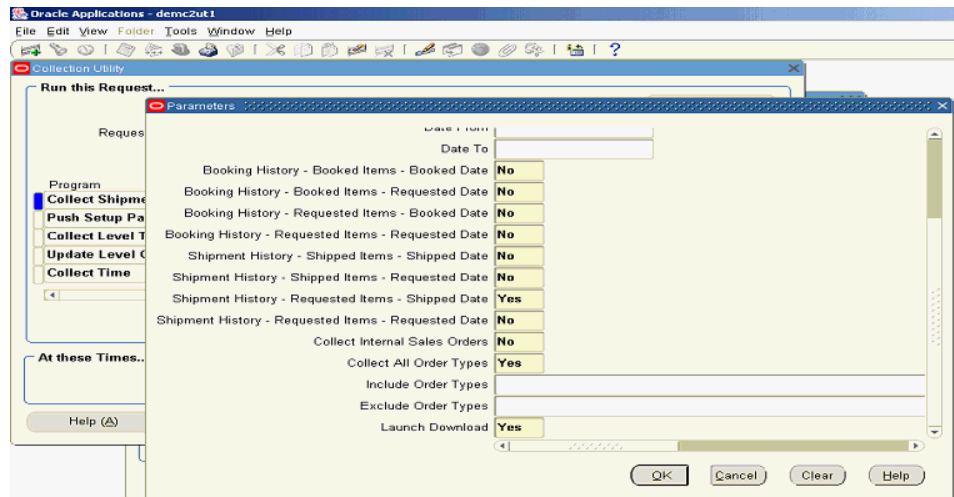 Oracle Applications - demc2ut1
File Edit View Folder Tools Window Help
Collection Utility
Run this Request...
Parameters
Reques
Date From
Date To
Booking History - Booked Items - Booked Date No
Program
Booking History - Booked Items - Requested Date No
Collect Shipme
Booking History - Requested Items - Booked Date No
Push Setup Pa
Booking History - Requested Items - Requested Date No
Collect Level T
Shipment History - Shipped Items - Shipped Date No
Update Level
Shipment History - Shipped Items - Requested Date No
Collect Time
Shipment History - Requested Items - Shipped Date Yes
Shipment History - Requested Items - Requested Date No
Collect Internal Sales Orders No
At these Times...
Collect All Order Types Yes
Include Order Types
Exclude Order Types
Help (A)
Launch Download Yes
OK Cancel Clear Help